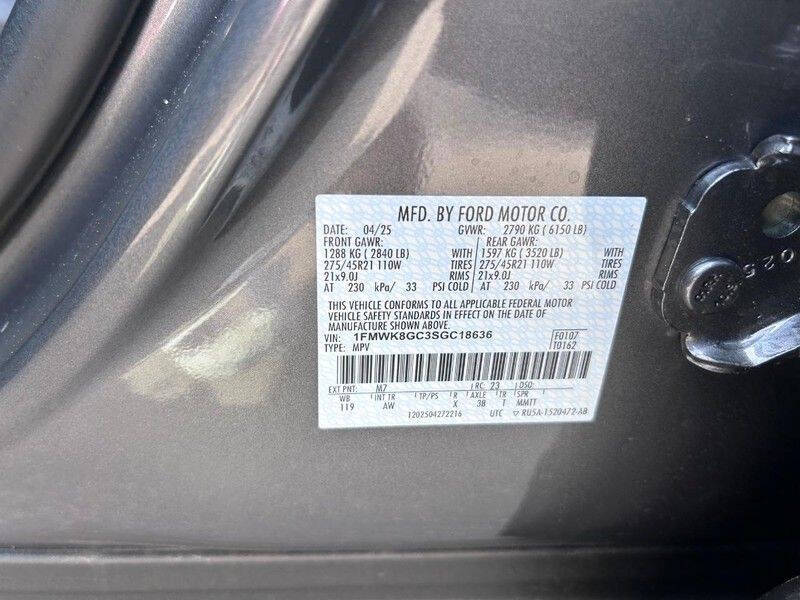 MFD. BY FORD MOTOR CO.
DATE: 04/25 GVWR: 2790 KG ( 6150 LB)
FRONT GAWR: REAR GAWR:
1288 KG ( 2840 LB) WITH 1597 KG ( 3520 LB) WITH
275/45R21 110W TIRES 275/45R21 110W TIRES
21x9.0J RIMS 21x9.0J RIMS
AT 230 kPa/ 33 PSI COLD AT 230 kPa/ 33 PSI COLD
THIS VEHICLE CONFORMS TO ALL APPLICABLE FEDERAL MOTOR
VEHICLE SAFETY STANDARDS IN EFFECT ON THE DATE OF
MANUFACTURE SHOWN ABOVE.
VIN: 1FMWK8GC3SGC18636 F0107
TYPE: MPV T0162
EXT PNT: M7 RC: 23 DSO:
WB INT TR TP/PS R AXLE TR SPR
119 AW X 38 T MMTT
1202504272216 UTC ▽ RU5A-1520472-AB
025